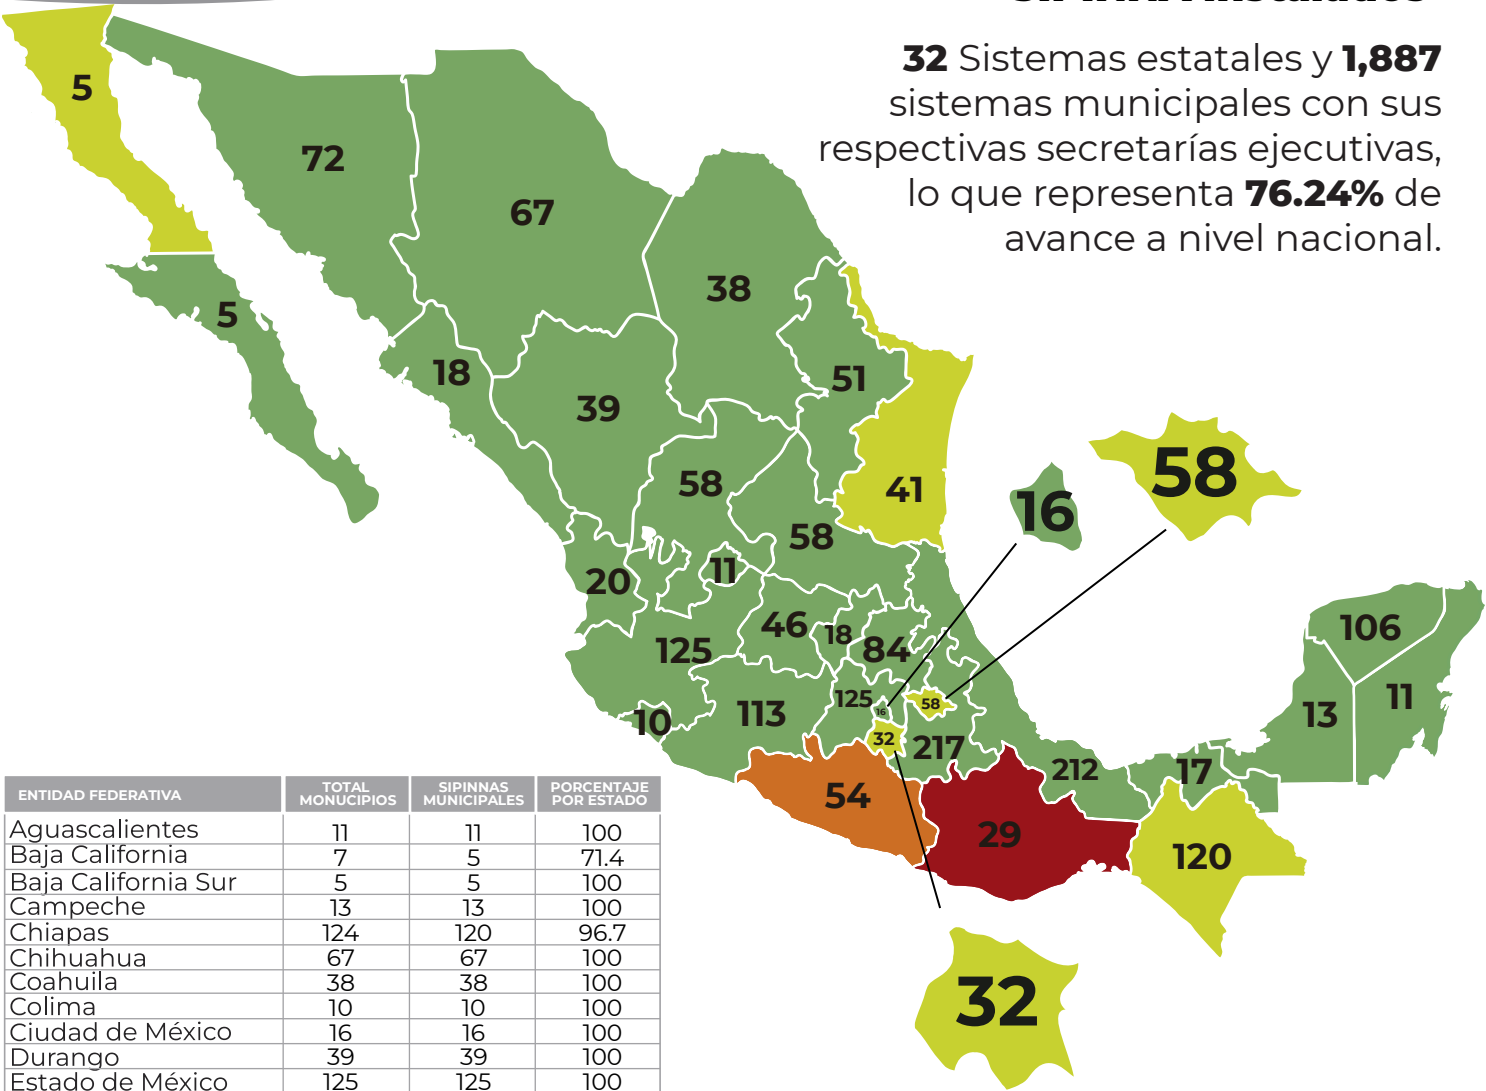 32 Sistemas estatales y 1,887
sistemas municipales con sus
respectivas secretarías ejecutivas,
lo que representa 76.24% de
avance a nivel nacional.
5
72
67
38
5
18
39
51
41
58
58
16
58
20
11
46
18
84
125
106
13
11
10
113
125
16
58
32
217
212
17
54
29
120
32
ENTIDAD FEDERATIVA TOTAL MONUCIPIOS SIPINNAS MUNICIPALES PORCENTAJE POR ESTADO
Aguascalientes 11 11 100
Baja California 7 5 71.4
Baja California Sur 5 5 100
Campeche 13 13 100
Chiapas 124 120 96.7
Chihuahua 67 67 100
Coahuila 38 38 100
Colima 10 10 100
Ciudad de México 16 16 100
Durango 39 39 100
Estado de México 125 125 100